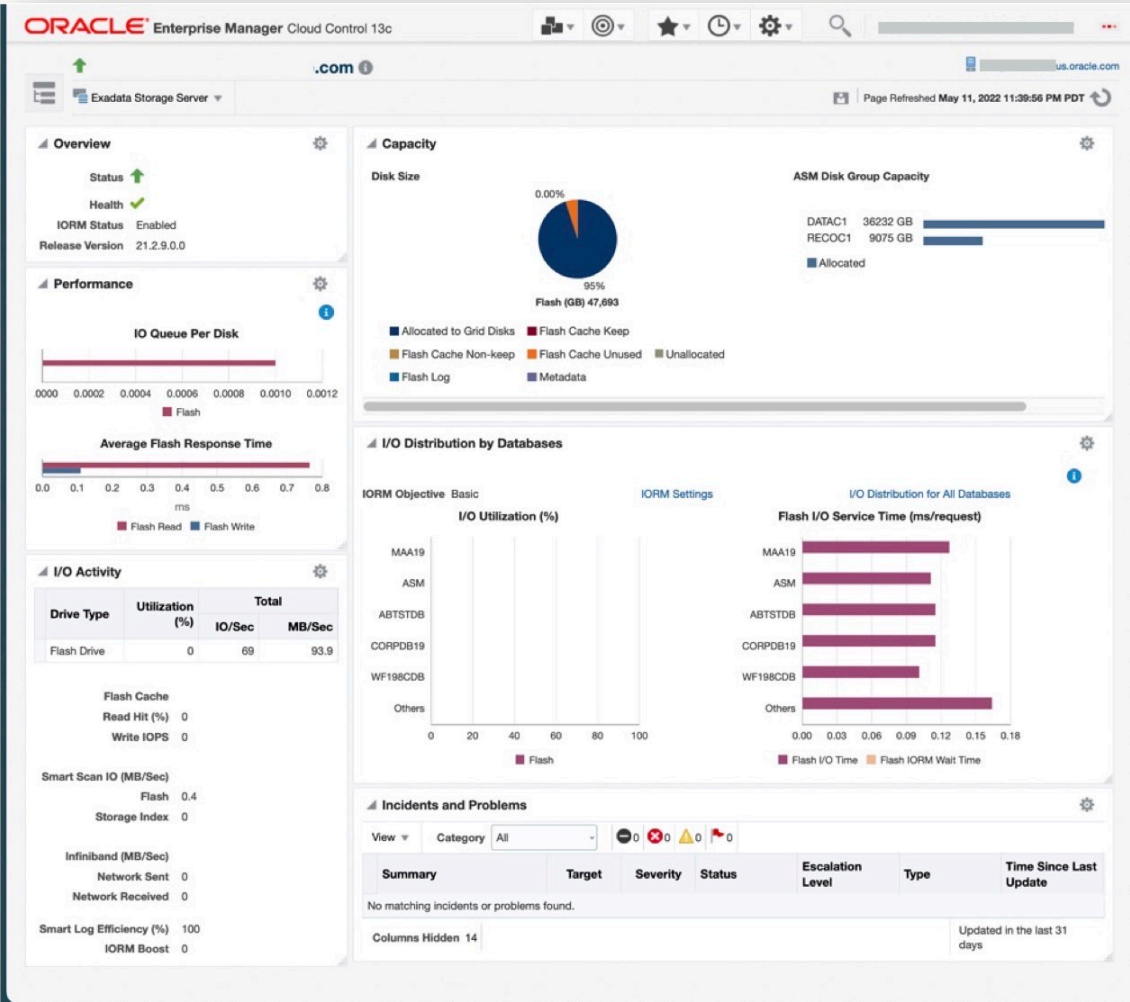 ORACLE® Enterprise Manager Cloud Control 13c
.com
us.oracle.com
Exadata Storage Server
Page Refreshed May 11, 2022 11:39:56 PM PDT
Overview
Status
Health
IORM Status Enabled
Release Version 21.2.9.0.0
Performance
IO Queue Per Disk
0000 0.0002 0.0004 0.0006 0.0008 0.0010 0.0012
Flash
Average Flash Response Time
0.0 0.1 0.2 0.3 0.4 0.5 0.6 0.7 0.8
ms
Flash Read Flash Write
I/O Activity
Drive Type Utilization (%) Total
IO/Sec MB/Sec
Flash Drive 0 69 93.9
Flash Cache
Read Hit (%) 0
Write IOPS 0
Smart Scan IO (MB/Sec)
Flash 0.4
Storage Index 0
Infiniband (MB/Sec)
Network Sent 0
Network Received 0
Smart Log Efficiency (%) 100
IORM Boost 0
Capacity
Disk Size
0.00%
95%
Flash (GB) 47,693
Allocated to Grid Disks Flash Cache Keep
Flash Cache Non-keep Flash Cache Unused Unallocated
Flash Log Metadata
ASM Disk Group Capacity
DATAC1 36232 GB
RECOC1 9075 GB
Allocated
I/O Distribution by Databases
IORM Objective Basic IORM Settings I/O Distribution for All Databases
I/O Utilization (%)
MAA19
ASM
ABTSTDB
CORPDB19
WF198CDB
Others
0 20 40 60 80 100
Flash
Flash I/O Service Time (ms/request)
MAA19
ASM
ABTSTDB
CORPDB19
WF198CDB
Others
0.00 0.03 0.06 0.09 0.12 0.15 0.18
Flash I/O Time Flash IORM Wait Time
Incidents and Problems
View Category All 0 0 0 0
Summary Target Severity Status Escalation Level Type Time Since Last Update
No matching incidents or problems found.
Columns Hidden 14
Updated in the last 31
days